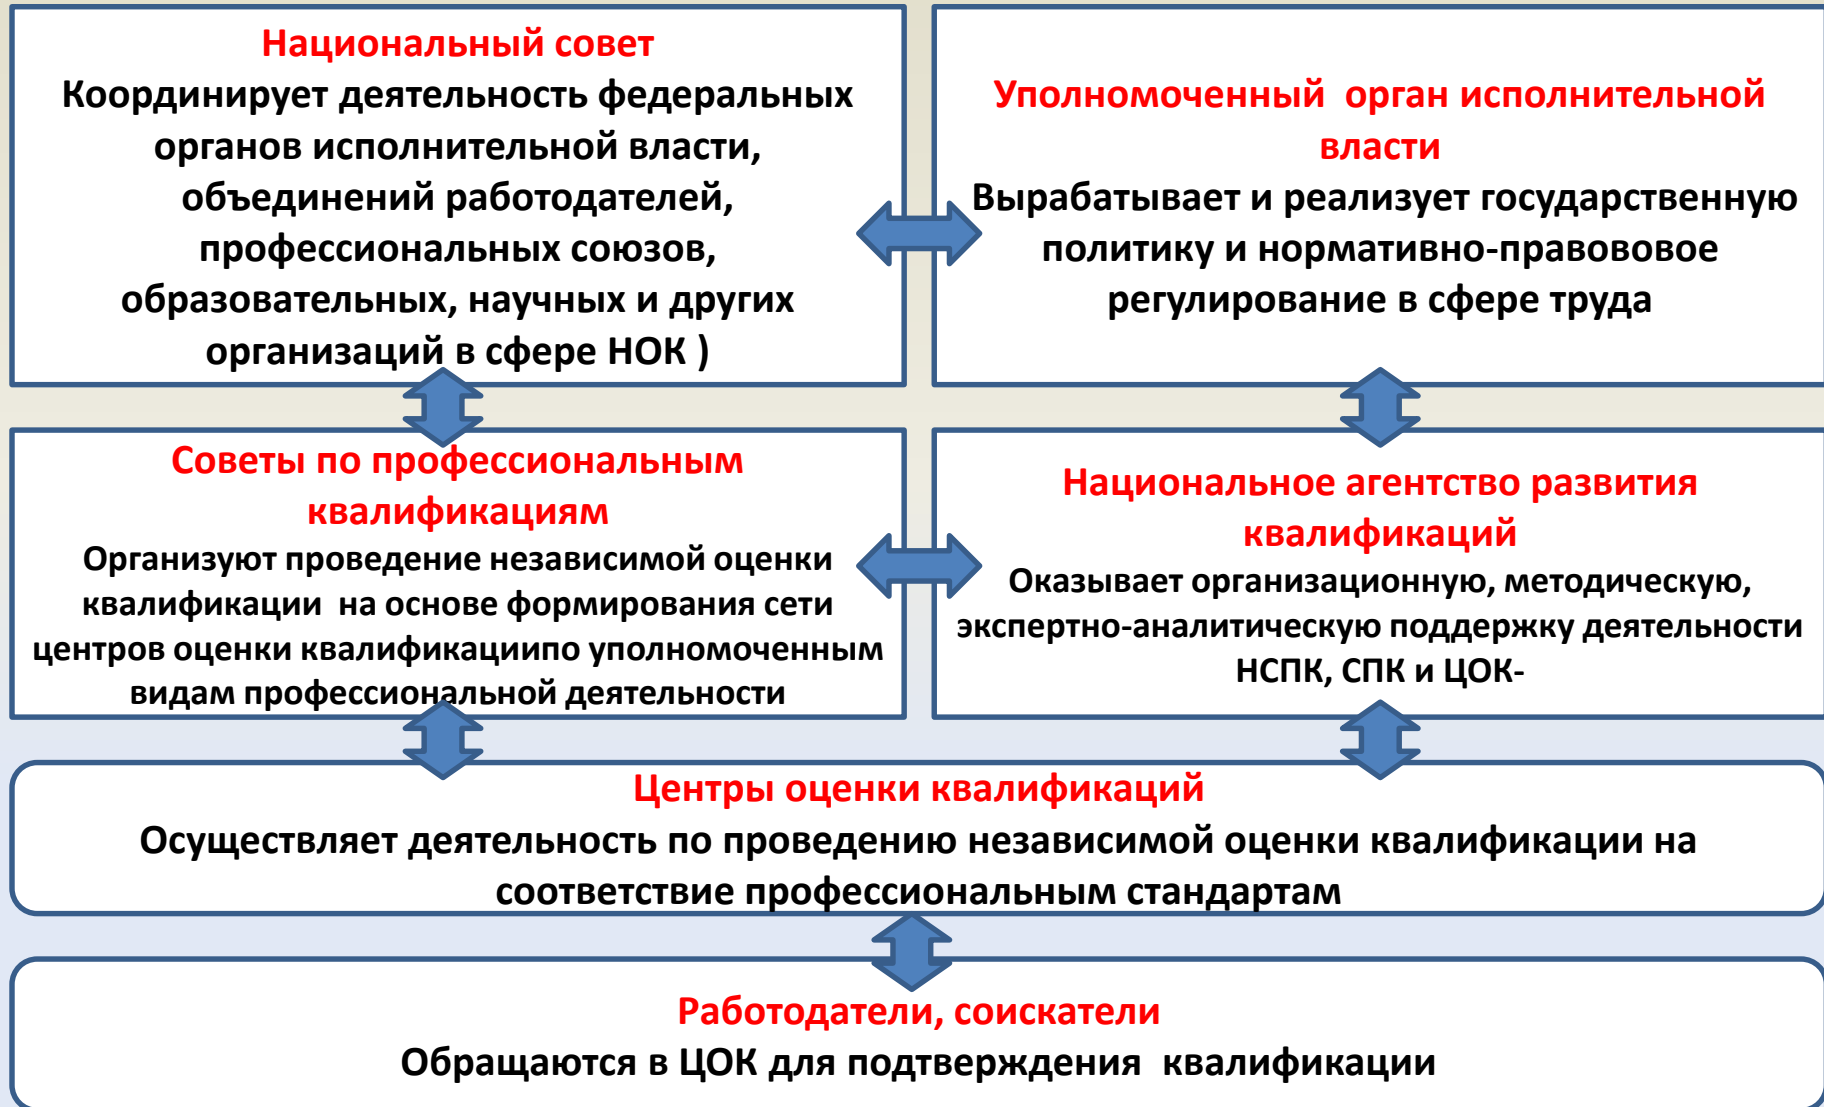 Национальный совет
Координирует деятельность федеральных
органов исполнительной власти,
объединений работодателей,
профессиональных союзов,
образовательных, научных и других
организаций в сфере НОК )
Уполномоченный  орган исполнительной
власти
Вырабатывает и реализует государственную
политику и нормативно-правововое
регулирование в сфере труда
Советы по профессиональным
квалификациям
Организуют проведение независимой оценки
квалификации  на основе формирования сети
центров оценки квалификациипо уполномоченным
видам профессиональной деятельности
Национальное агентство развития
квалификаций
Оказывает организационную, методическую,
экспертно-аналитическую поддержку деятельности
НСПК, СПК и ЦОК-
Центры оценки квалификаций
Осуществляет деятельность по проведению независимой оценки квалификации на
соответствие профессиональным стандартам
Работодатели, соискатели
Обращаются в ЦОК для подтверждения  квалификации